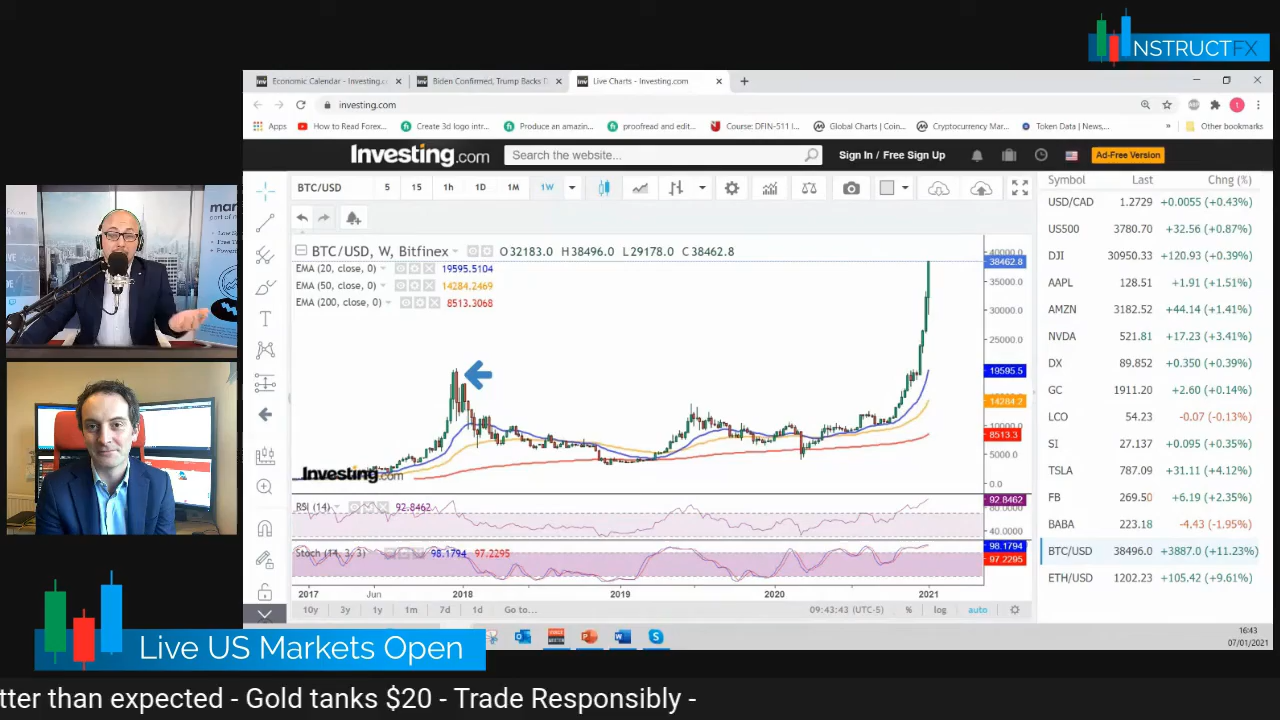 NSTRUCTFX
Economic Calendar - Investing.c
Biden Confirmed, Trump Backs
Live Charts - Investing.com
investing.com
Apps
How to Read Forex...
Create 3d logo intr...
Produce an amazin...
proofread and edit...
Course: DFIN-511 I...
Global Charts | Coin...
Cryptocurrency Mar...
Token Data | News,...
Other bookmarks
Investing.com
Search the website...
Sign In / Free Sign Up
Ad-Free Version
BTC/USD 5 15 1h 1D 1M 1W
Symbol Last Chng (%)
USD/CAD 1.2729 +0.0055 (+0.43%)
US500 3780.70 +32.56 (+0.87%)
DJI 30950.33 +120.93 (+0.39%)
AAPL 128.51 +1.91 (+1.51%)
AMZN 3182.52 +44.14 (+1.41%)
NVDA 521.81 +17.23 (+3.41%)
DX 89.852 +0.350 (+0.39%)
GC 1911.20 +2.60 (+0.14%)
LCO 54.23 -0.07 (-0.13%)
SI 27.137 +0.095 (+0.35%)
TSLA 787.09 +31.11 (+4.12%)
FB 269.50 +6.19 (+2.35%)
BABA 223.18 -4.43 (-1.95%)
BTC/USD 38496.0 +3887.0 (+11.23%)
ETH/USD 1202.23 +105.42 (+9.61%)
BTC/USD, W, Bitfinex O 32183.0 H 38496.0 L 29178.0 C 38462.8
EMA (20, close, 0) 19595.5104
EMA (50, close, 0) 14284.2469
EMA (200, close, 0) 8513.3068
40000.0
38462.8
35000.0
30000.0
25000.0
19595.5
14284.2
10000.0
8513.3
5000.0
0.0
Investing.com
RSI (14) 92.8462
92.8462
80.0000
40.0000
Stoch (14, 3, 3) 98.1794 97.2295
98.1794
97.2295
2017 Jun 2018 2019 2020 2021
10y 3y 1y 1m 7d 1d Go to... 09:43:43 (UTC-5) % log auto
16:43
07/01/2021
Live US Markets Open
tter than expected - Gold tanks $20 - Trade Responsibly -